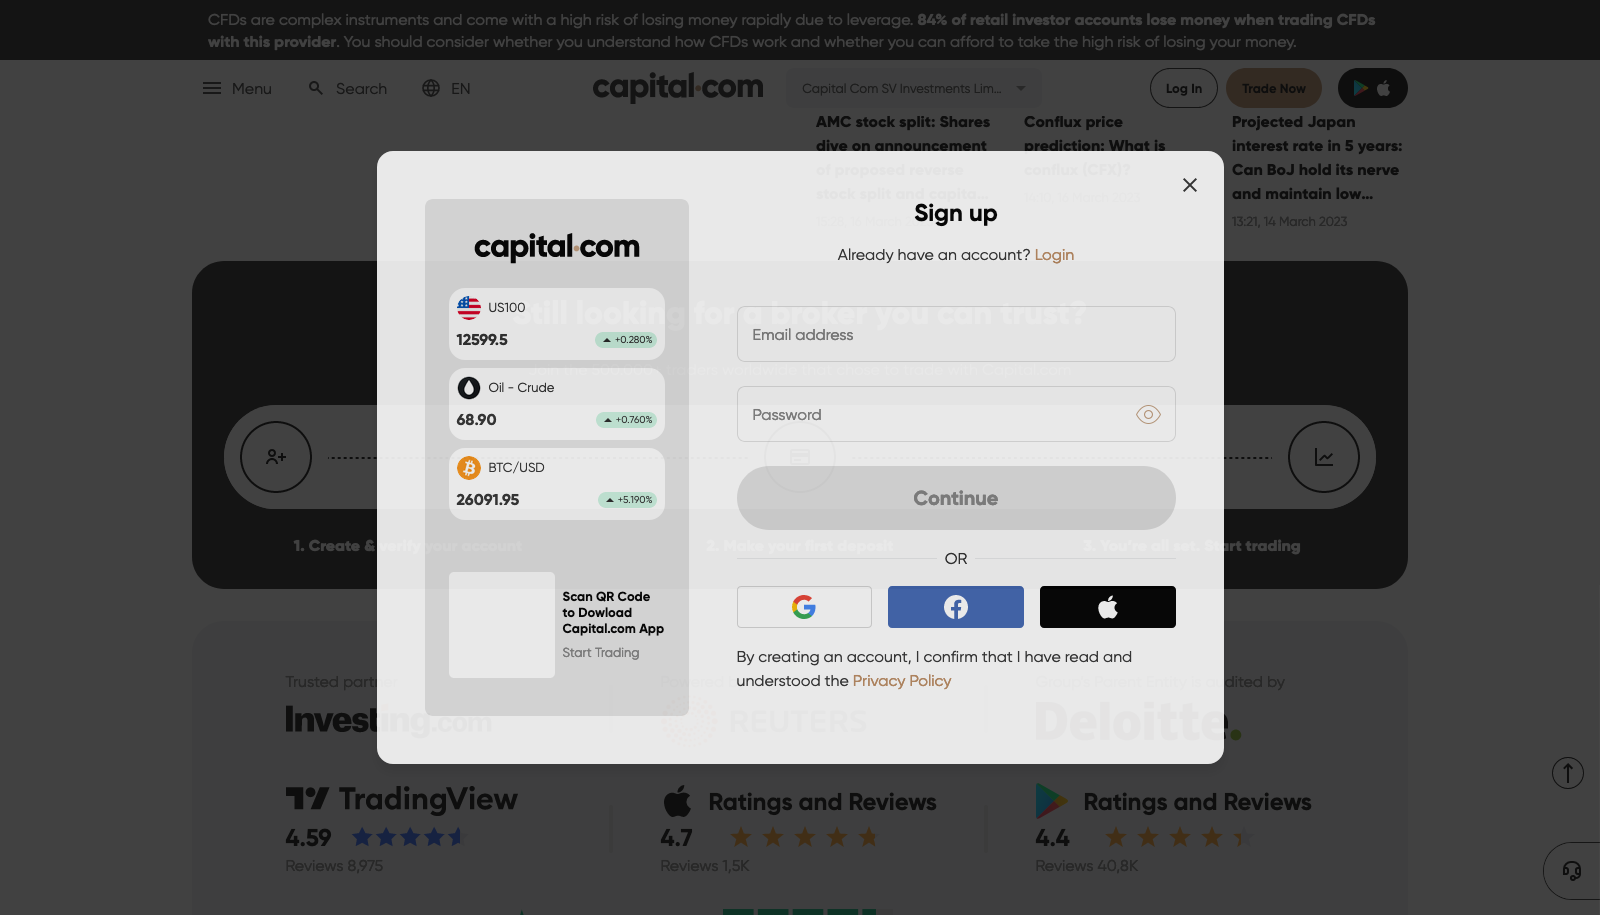 CFDs are complex instruments and come with a high risk of losing money rapidly due to leverage. 84% of retail investor accounts lose money when trading CFDs
with this provider. You should consider whether you understand how CFDs work and whether you can afford to take the high risk of losing your money.
Menu
Search
EN
capital.com
Capital Com SV Investments Lim...
Log In
Trade Now
AMC stock split: Shares
dive on announcement
of proposed reverse
stock split and capita...
Conflux price
prediction: What is
conflux (CFX)?
Projected Japan
interest rate in 5 years:
Can BoJ hold its nerve
and maintain low...
13:21, 14 March 2023
Still looking for a broker you can trust?
1. Create & verify your account
2. Make your first deposit
3. You're all set. Start trading
capital.com
US100
12599.5
+0.280%
Oil - Crude
68.90
+0.760%
BTC/USD
26091.95
+5.190%
Scan QR Code
to Dowload
Capital.com App
Start Trading
Sign up
Already have an account? Login
Email address
Password
Continue
OR
By creating an account, I confirm that I have read and
understood the Privacy Policy
Trusted partner
Investing.com
REUTERS
Deloitte.
TradingView
4.59
Reviews 8,975
Ratings and Reviews
4.7
Reviews 1,5K
Ratings and Reviews
4.4
Reviews 40,8K